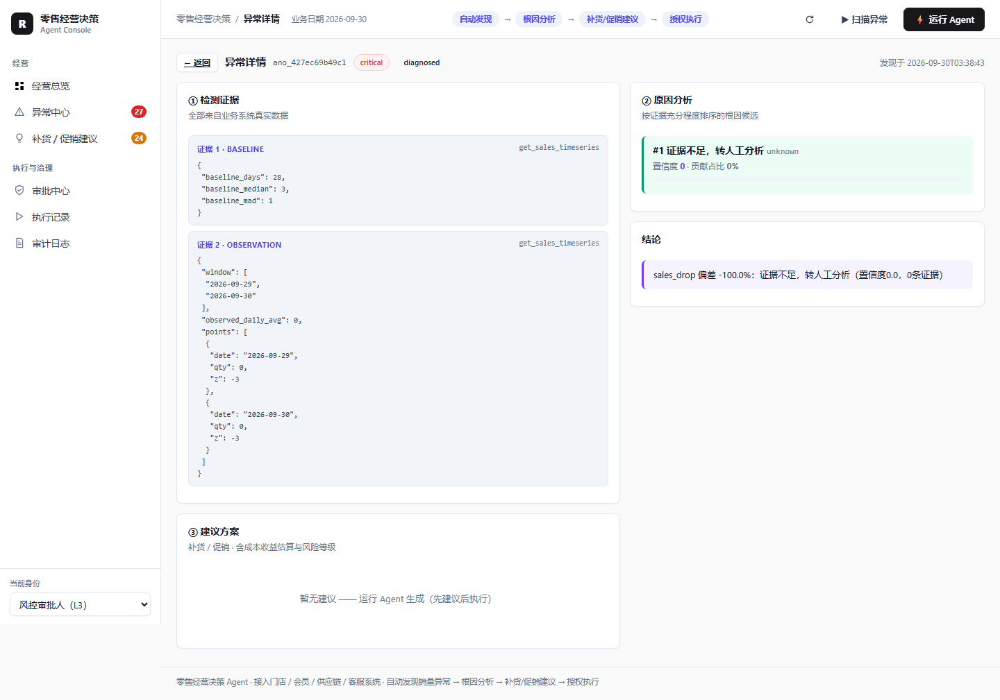 R
零售经营决策
Agent Console
经营
经营总览
异常中心
27
补货 / 促销建议
24
执行与治理
审批中心
执行记录
审计日志
当前身份
风控审批人（L3）
零售经营决策 / 异常详情 业务日期 2026-09-30
自动发现 → 根因分析 → 补货/促销建议 → 授权执行
▶ 扫描异常
运行 Agent
← 返回
异常详情 ano_427ec69b49c1 critical diagnosed
发现于 2026-09-30T03:38:43
① 检测证据
全部来自业务系统真实数据
证据 1 · BASELINE
get_sales_timeseries
{
"baseline_days": 28,
"baseline_median": 3,
"baseline_mad": 1
}
证据 2 · OBSERVATION
get_sales_timeseries
{
"window": [
"2026-09-29",
"2026-09-30"
],
"observed_daily_avg": 0,
"points": [
{
"date": "2026-09-29",
"qty": 0,
"z": -3
},
{
"date": "2026-09-30",
"qty": 0,
"z": -3
}
]
}
② 原因分析
按证据充分程度排序的根因候选
#1 证据不足，转人工分析 unknown
置信度 0 · 贡献占比 0%
结论
sales_drop 偏差 -100.0%：证据不足，转人工分析（置信度0.0，0条证据）
③ 建议方案
补货 / 促销 · 含成本收益估算与风险等级
暂无建议 —— 运行 Agent 生成（先建议后执行）
零售经营决策 Agent · 接入门店 / 会员 / 供应链 / 客服系统 · 自动发现销量异常 → 根因分析 → 补货/促销建议 → 授权执行